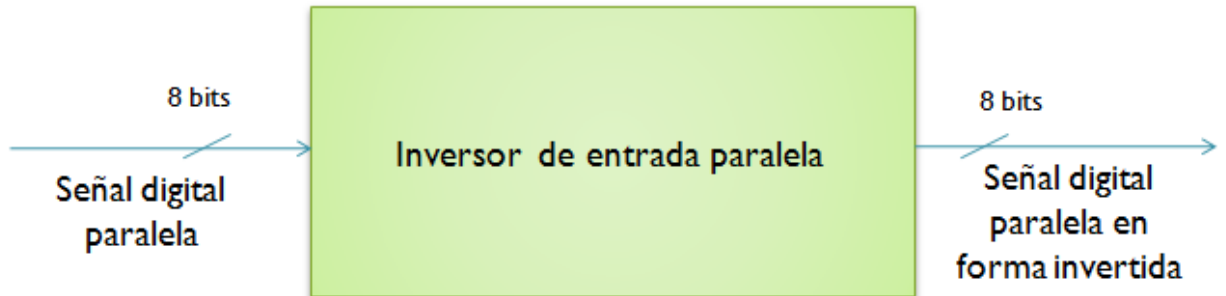 8 bits
Señal digital
paralela
Inversor de entrada paralela
8 bits
Señal digital
paralela en
forma invertida